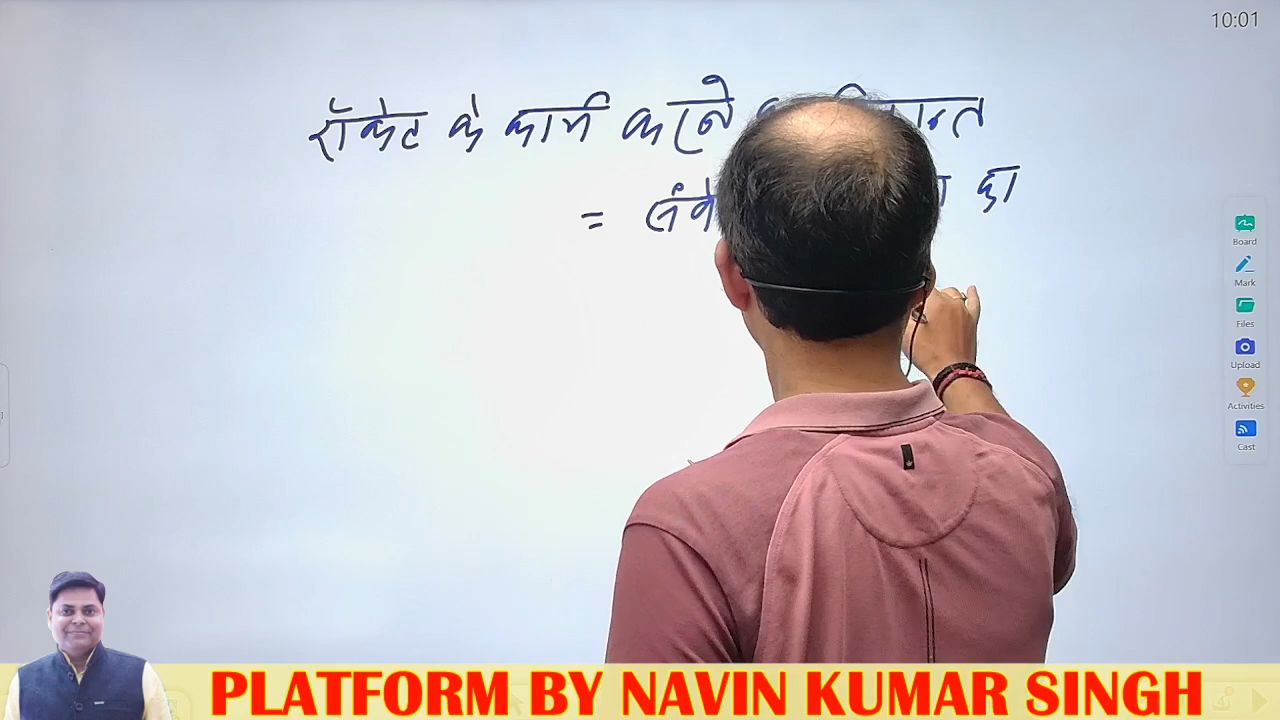 10:01
रॉकेट के कार्य करने
= का
Board
Mark
Files
Upload
Activities
Cast
PLATFORM BY NAVIN KUMAR SINGH